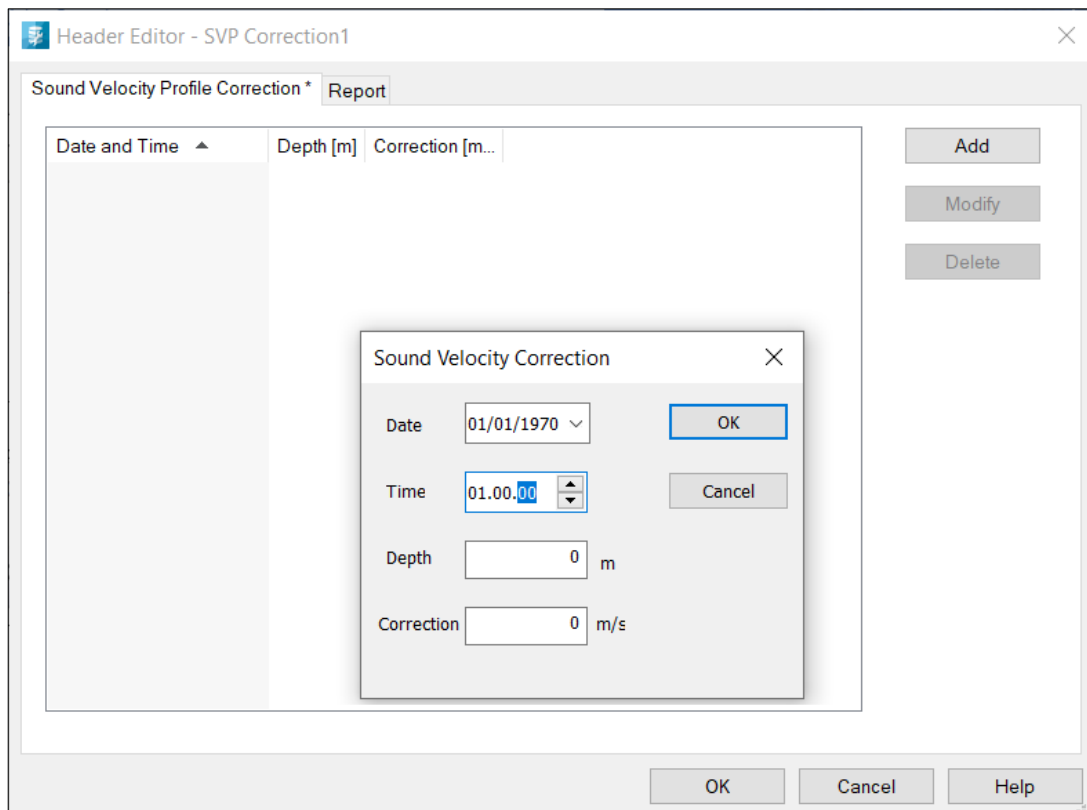 Header Editor - SVP Correction1
Sound Velocity Profile Correction * Report
Date and Time Depth [m] Correction [m...
Add
Modify
Delete
Sound Velocity Correction
Date 01/01/1970 OK
Time 01.00.00 Cancel
Depth 0 m
Correction 0 m/s
OK Cancel Help